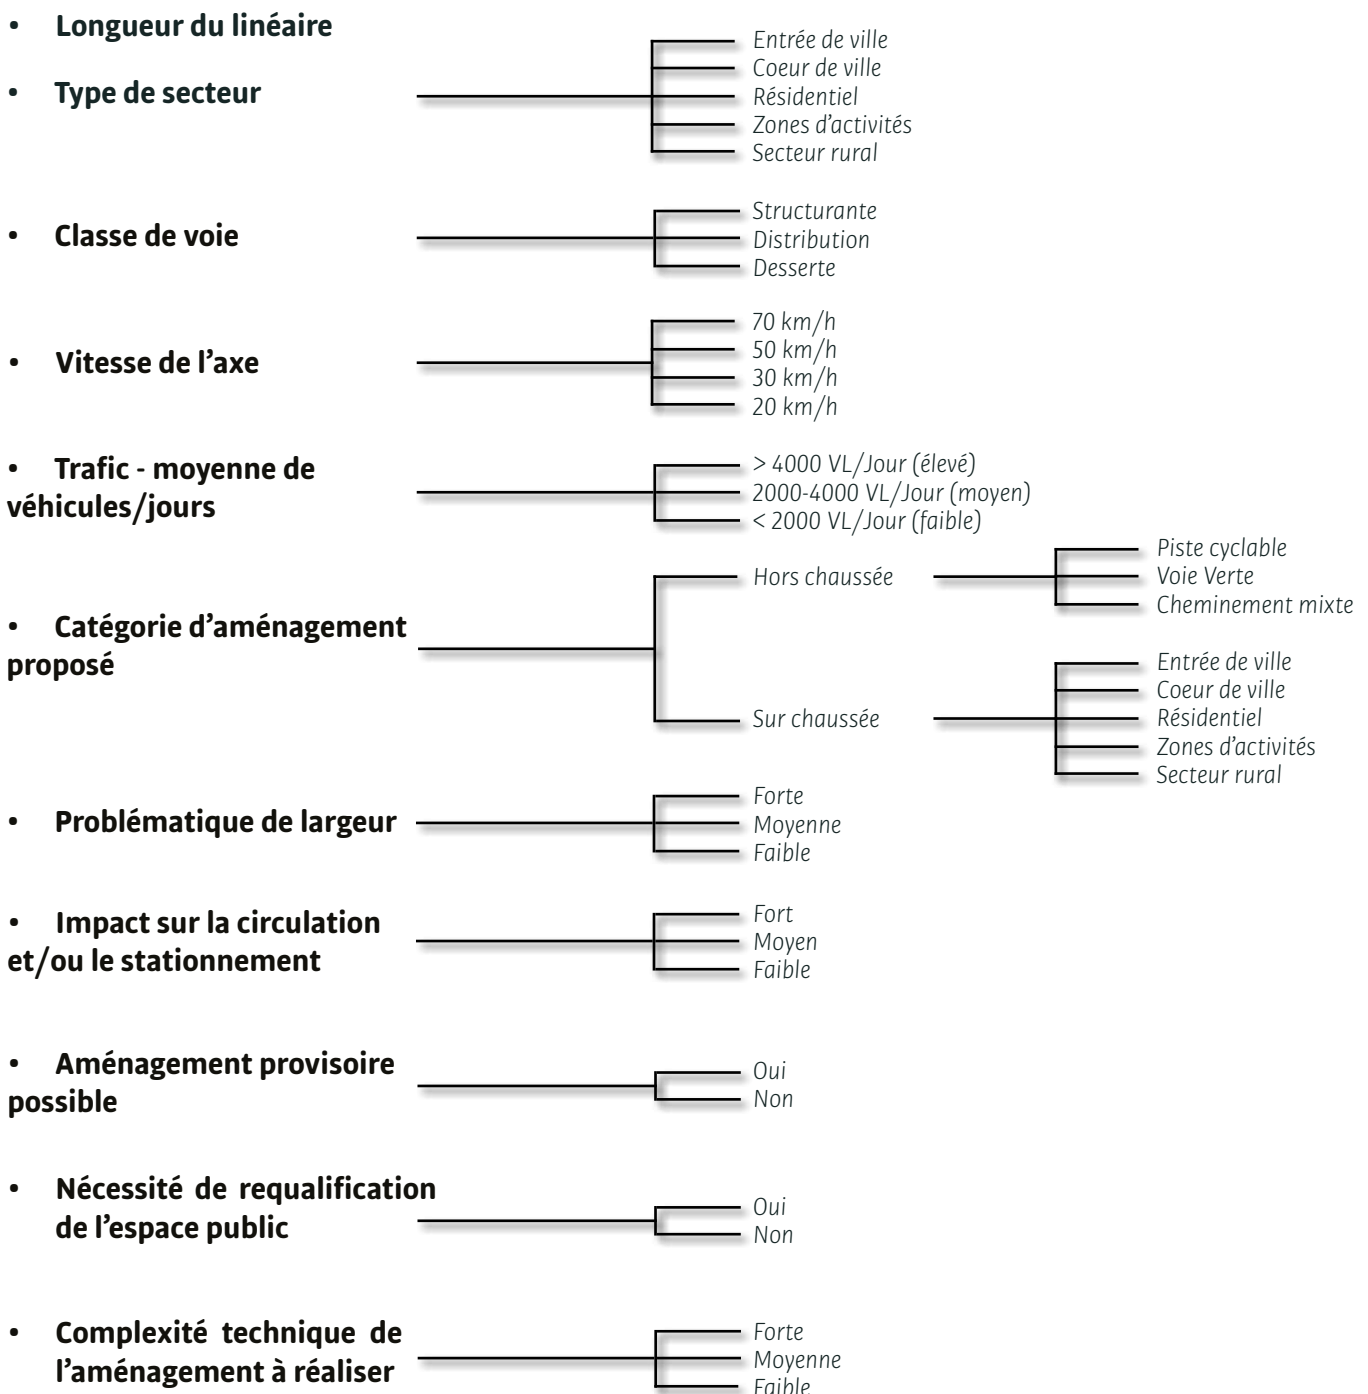 • Longueur du linéaire
• Type de secteur
Entrée de ville
Coeur de ville
Résidentiel
Zones d'activités
Secteur rural
• Classe de voie
Structurante
Distribution
Desserte
• Vitesse de l'axe
70 km/h
50 km/h
30 km/h
20 km/h
• Trafic - moyenne de
véhicules/jours
> 4000 VL/Jour (élevé)
2000-4000 VL/Jour (moyen)
< 2000 VL/Jour (faible)
• Catégorie d'aménagement
proposé
Hors chaussée
Piste cyclable
Voie Verte
Cheminement mixte
Sur chaussée
Entrée de ville
Coeur de ville
Résidentiel
Zones d'activités
Secteur rural
• Problématique de largeur
Forte
Moyenne
Faible
• Impact sur la circulation
et/ou le stationnement
Fort
Moyen
Faible
• Aménagement provisoire
possible
Oui
Non
• Nécessité de requalification
de l'espace public
Oui
Non
• Complexité technique de
l'aménagement à réaliser
Forte
Moyenne
Faible